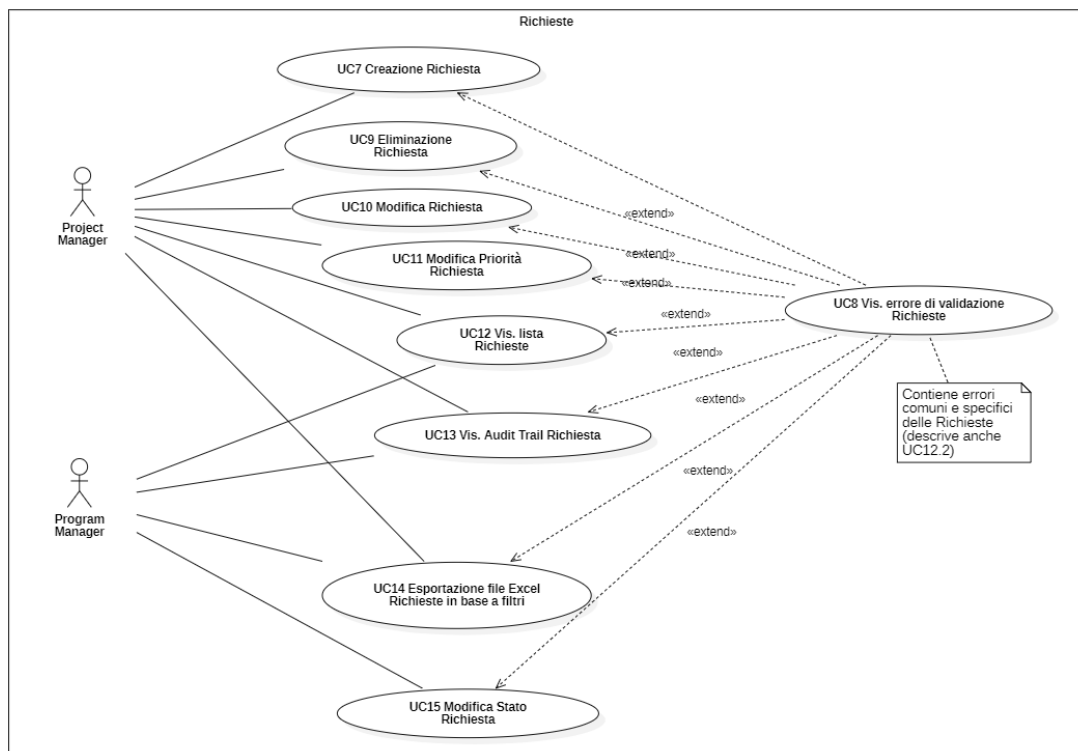 Richieste
UC7 Creazione Richiesta
UC9 Eliminazione
Richiesta
UC10 Modifica Richiesta
«extend»
Project
Manager
UC11 Modifica Priorità
Richiesta
«extend»
«extend»
UC8 Vis. errore di validazione
Richieste
UC12 Vis. lista
Richieste
«extend»
«extend»
Contiene errori
comuni e specifici
delle Richieste
(descrive anche
UC12.2)
«extend»
UC13 Vis. Audit Trail Richiesta
«extend»
Program
Manager
«extend»
UC14 Esportazione file Excel
Richieste in base a filtri
UC15 Modifica Stato
Richiesta